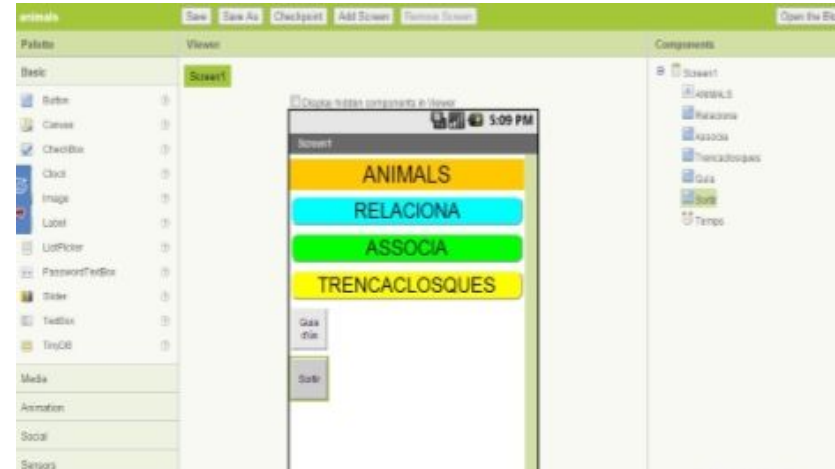 animals Save Save As Checkpoint Add Screen Remove Screen Open the Blo
Palette Viewer Components
Basic
Screen1
Button
Canvas
CheckBox
Clock
Image
Label
ListPicker
PasswordTextBox
Slider
TextBox
TinyDB
Media
Animation
Social
Sensors
Display hidden components in Viewer
5:09 PM
Screen1
ANIMALS
RELACIONA
ASSOCIA
TRENCACLOSQUES
Guia
d'ús
Sortir
Screen1
ANIMALS
Relaciona
Associa
Trencaclosques
Guia
Sortir
Temps